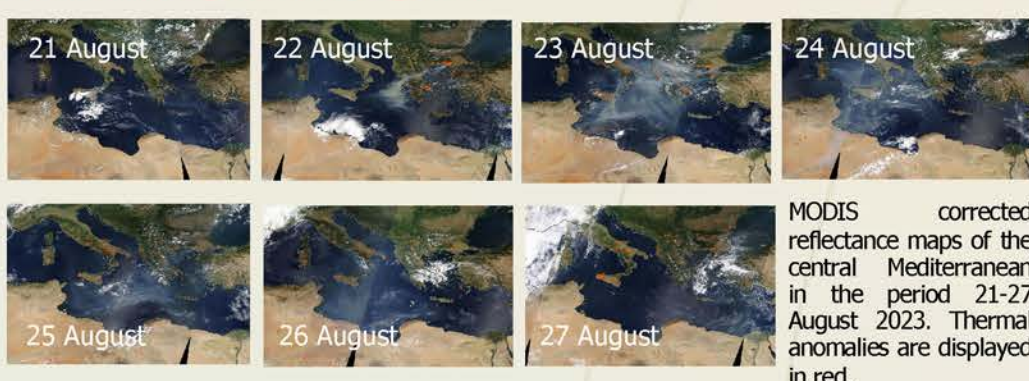 21 August
22 August
23 August
24 August
25 August
26 August
27 August
MODIS corrected
reflectance maps of the
central Mediterranean
in the period 21-27
August 2023. Thermal
anomalies are displayed
in red.